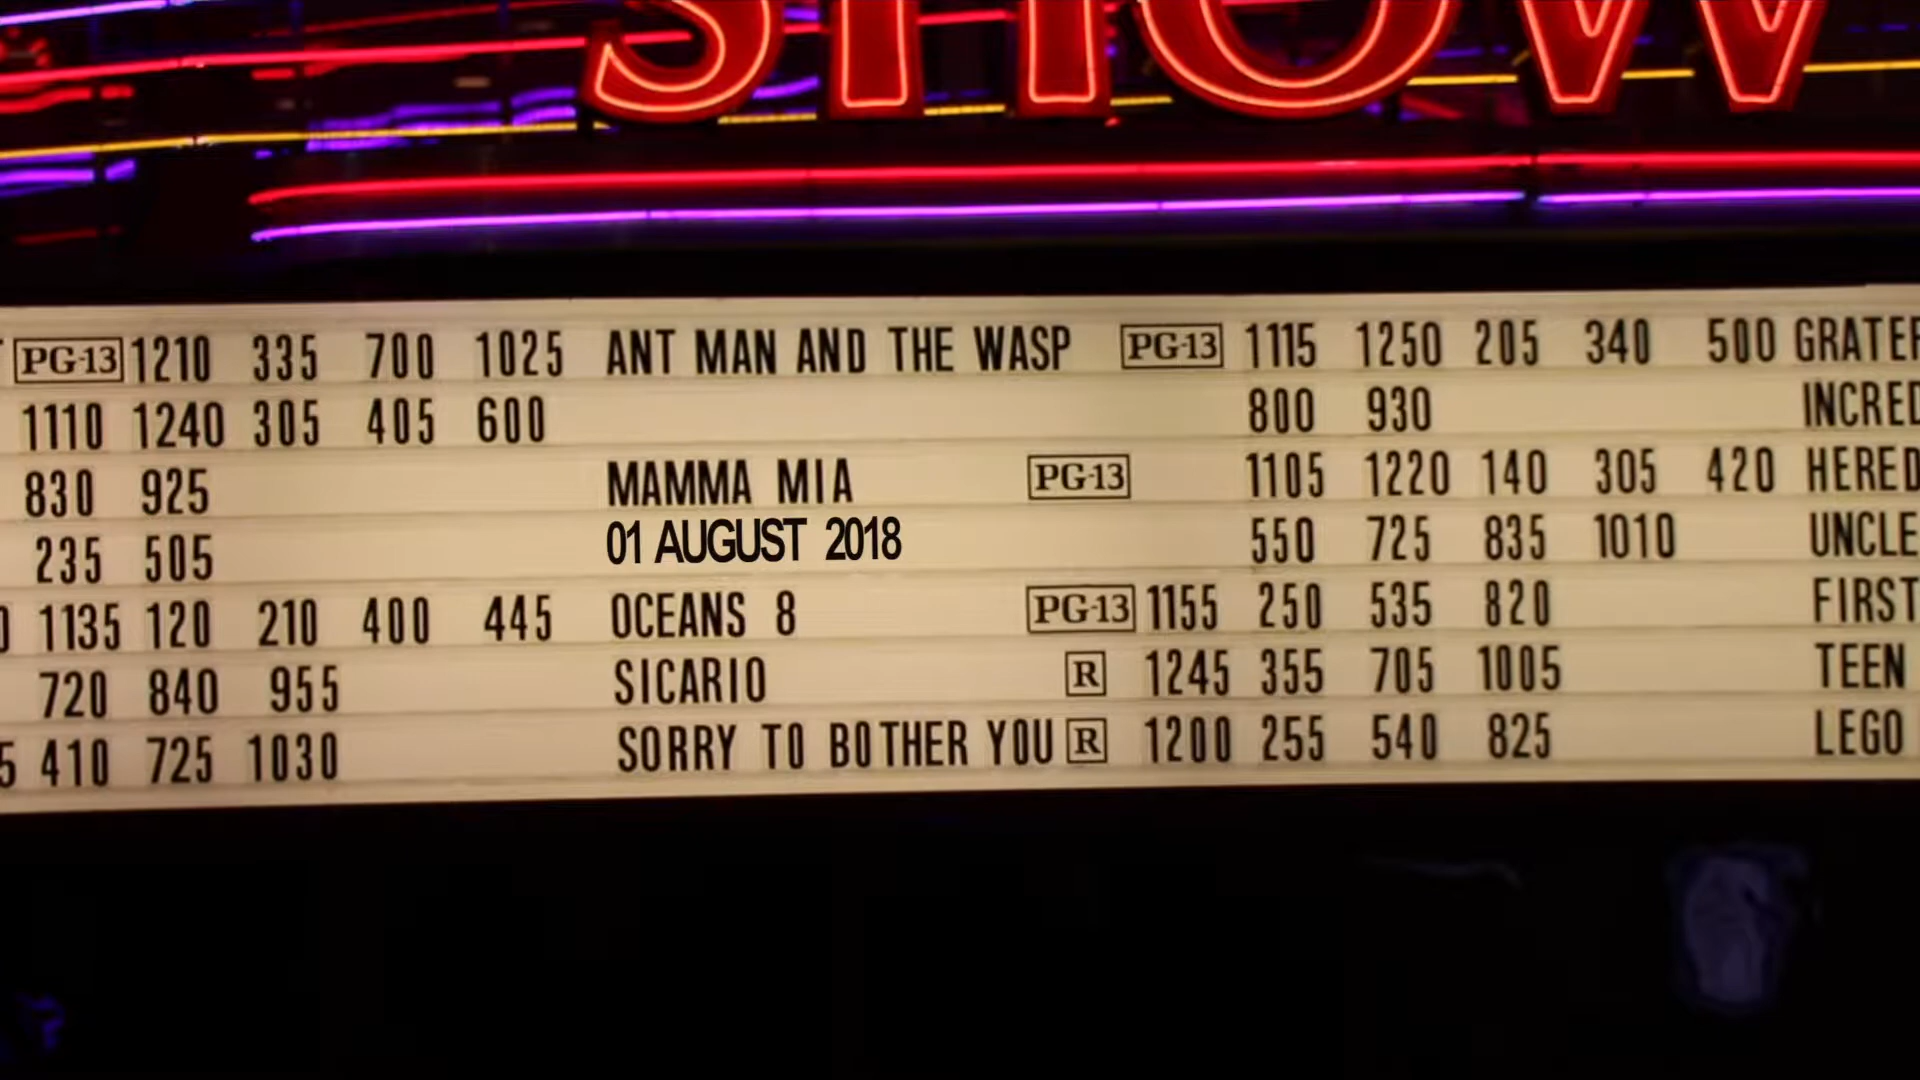 SHOW
PG-13 1210 335 700 1025 ANT MAN AND THE WASP PG-13 1115 1250 205 340 500 GRATEF
1110 1240 305 405 600 800 930 INCRED
830 925 MAMMA MIA PG-13 1105 1220 140 305 420 HERED
235 505 01 AUGUST 2018 550 725 835 1010 UNCLE
0 1135 120 210 400 445 OCEANS 8 PG-13 1155 250 535 820 FIRST
720 840 955 SICARIO R 1245 355 705 1005 TEEN
5 410 725 1030 SORRY TO BOTHER YOU R 1200 255 540 825 LEGO